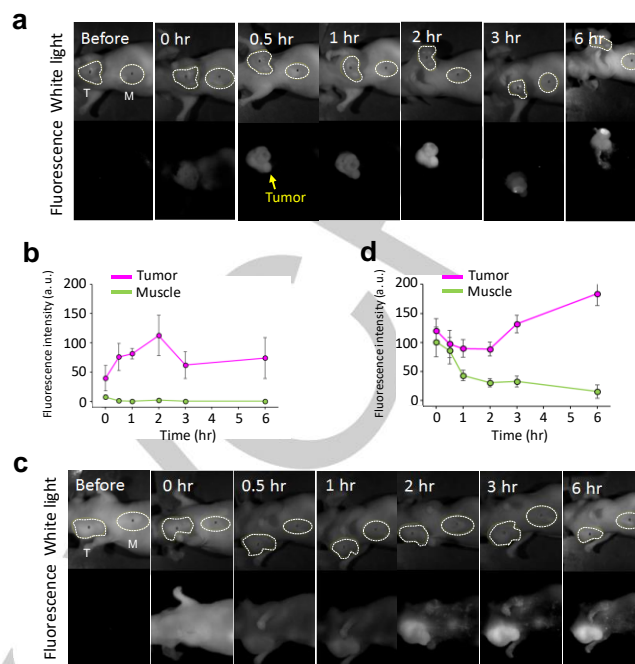 a
White light
Before 0 hr 0.5 hr 1 hr 2 hr 3 hr 6 hr
T M
Fluorescence
Tumor
b
Fluorescence intensity (a.u.)
Tumor
Muscle
200
150
100
50
0
0 1 2 3 4 5 6
Time (hr)
d
Fluorescence intensity (a.u.)
Tumor
Muscle
200
150
100
50
0
0 1 2 3 4 5 6
Time (hr)
c
White light
Before 0 hr 0.5 hr 1 hr 2 hr 3 hr 6 hr
T M
Fluorescence